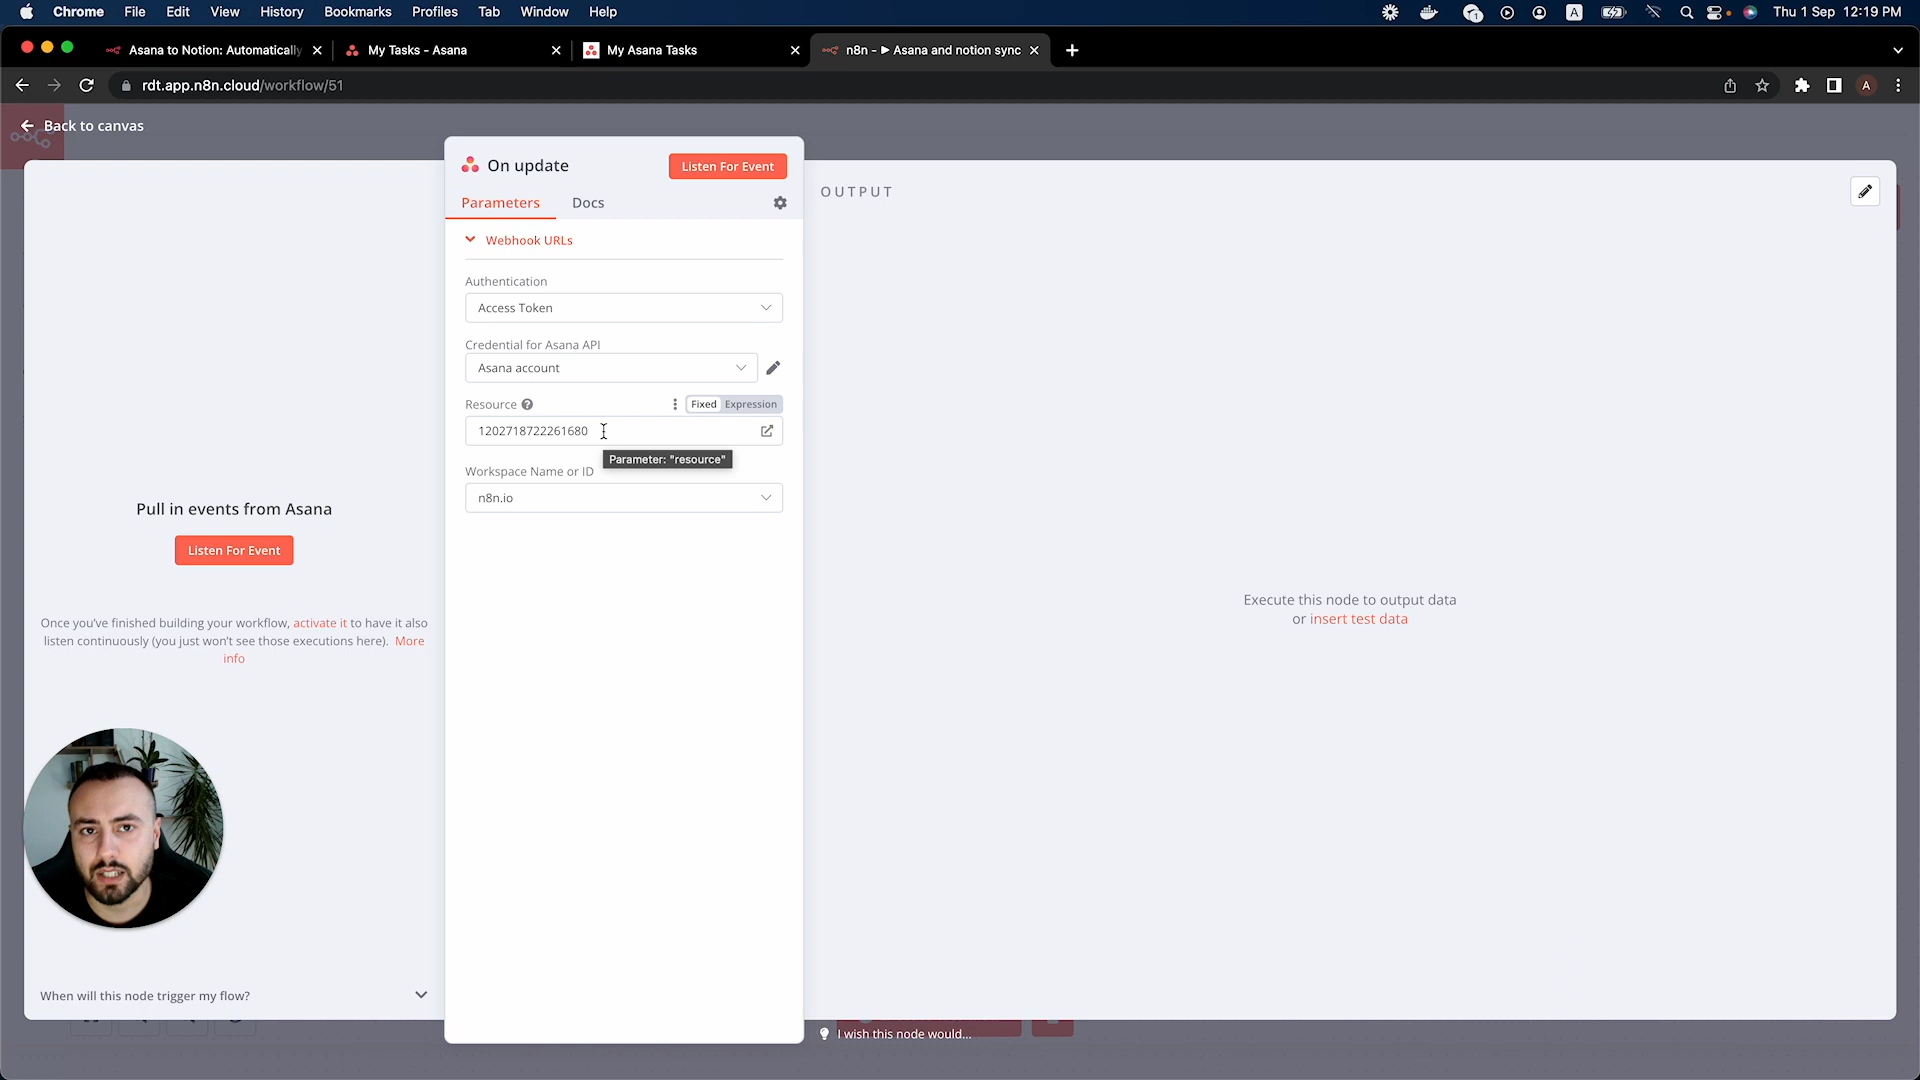 Chrome File Edit View History Bookmarks Profiles Tab Window Help
1 A Thu 1 Sep 12:19 PM
Asana to Notion: Automatically
My Tasks - Asana
My Asana Tasks
n8n - ▶ Asana and notion sync
rdt.app.n8n.cloud/workflow/51
A
Back to canvas
On update
Listen For Event
Parameters
Docs
OUTPUT
Webhook URLs
Authentication
Access Token
Credential for Asana API
Asana account
Resource
Fixed
Expression
1202718722261680
Parameter: "resource"
Workspace Name or ID
n8n.io
Pull in events from Asana
Listen For Event
Once you've finished building your workflow, activate it to have it also
listen continuously (you just won't see those executions here). More
info
Execute this node to output data
or insert test data
When will this node trigger my flow?
I wish this node would...